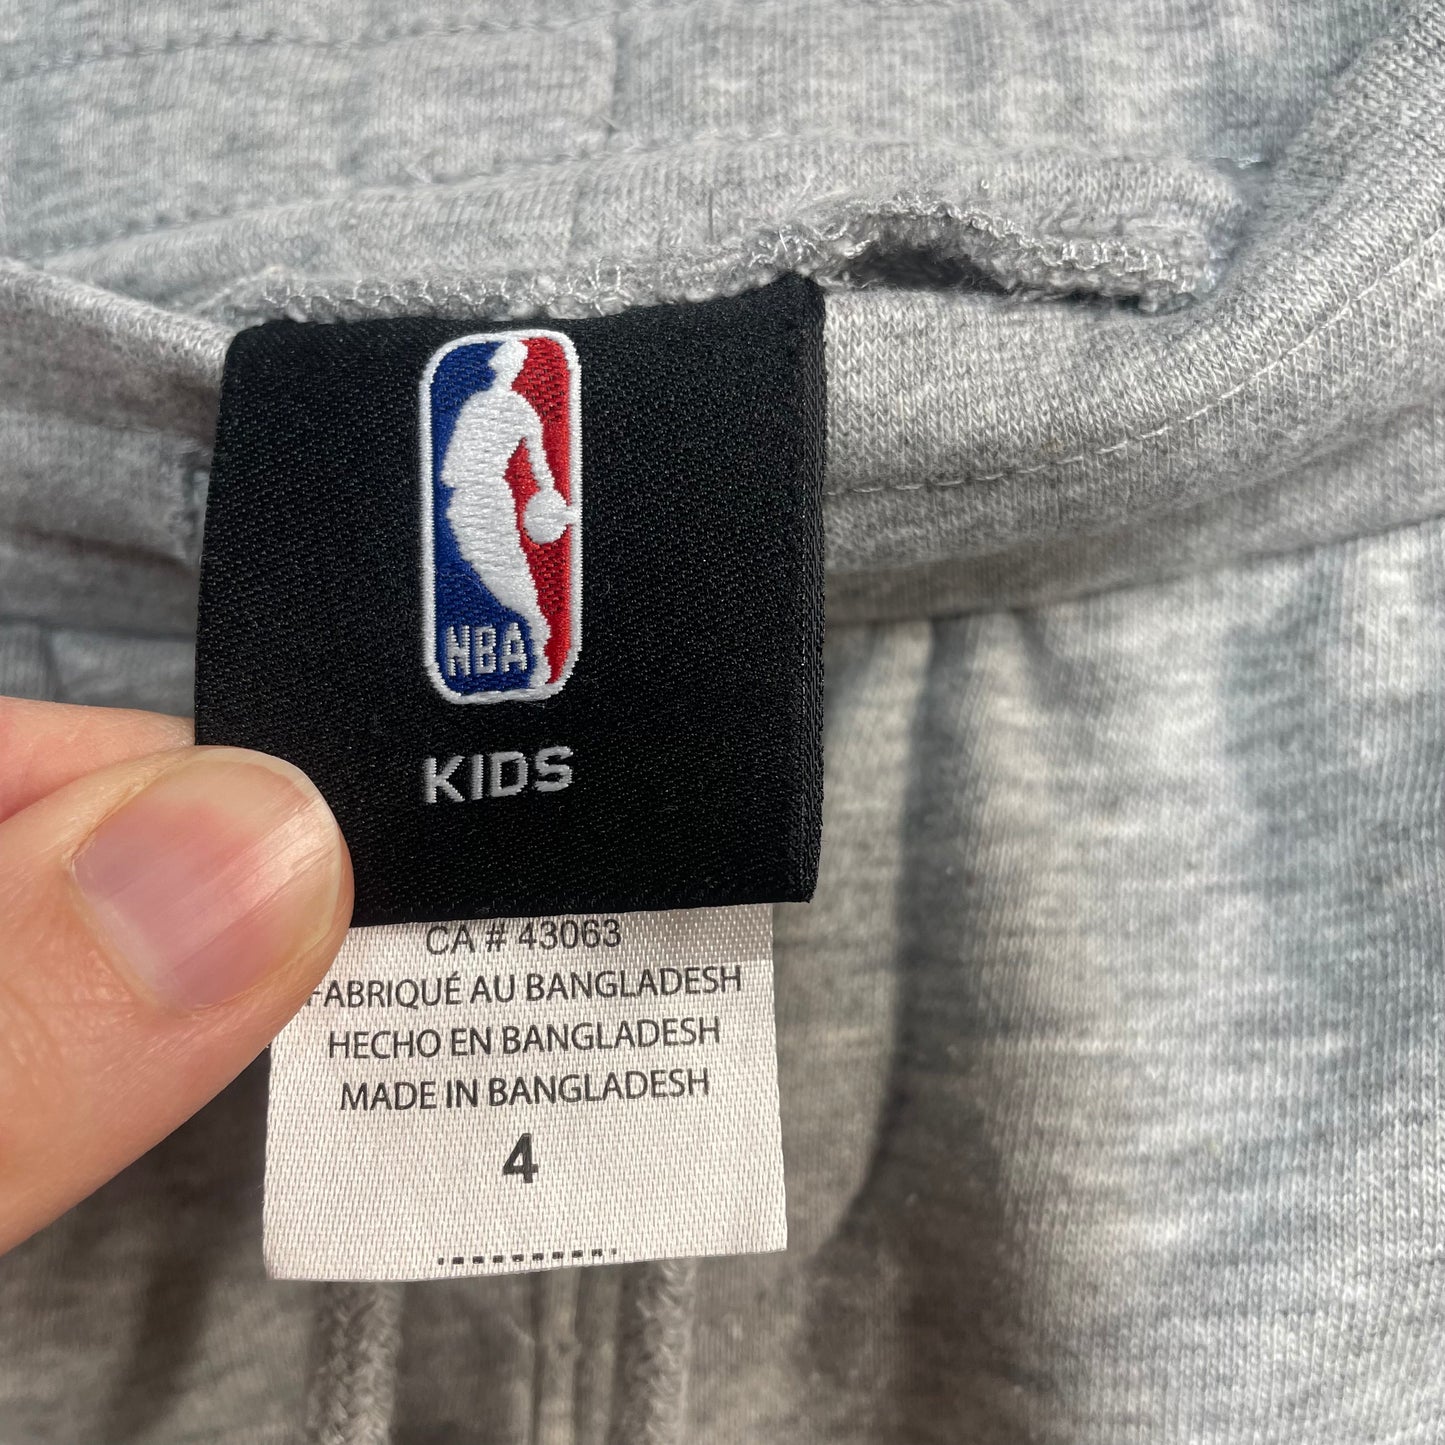 NBA
KIDS
CA # 43063
FABRIQUÉ AU BANGLADESH
HECHO EN BANGLADESH
MADE IN BANGLADESH
4